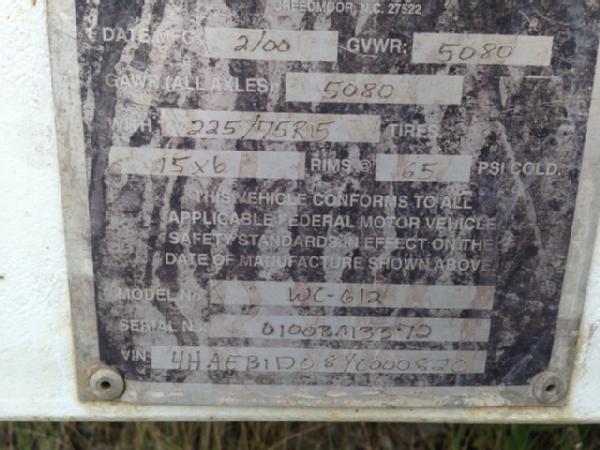 CREEDMOOR, N.C. 27522
DATE MFG. 2/00 GVWR: 5080
GAWR (ALL AXLES): 5080
225/75R15 TIRES
15x6 RIMS @ 65 PSI COLD.
THIS VEHICLE CONFORMS TO ALL
APPLICABLE FEDERAL MOTOR VEHICLE
SAFETY STANDARDS IN EFFECT ON THE
DATE OF MANUFACTURE SHOWN ABOVE
MODEL No. WC-612
SERIAL No.
VIN: